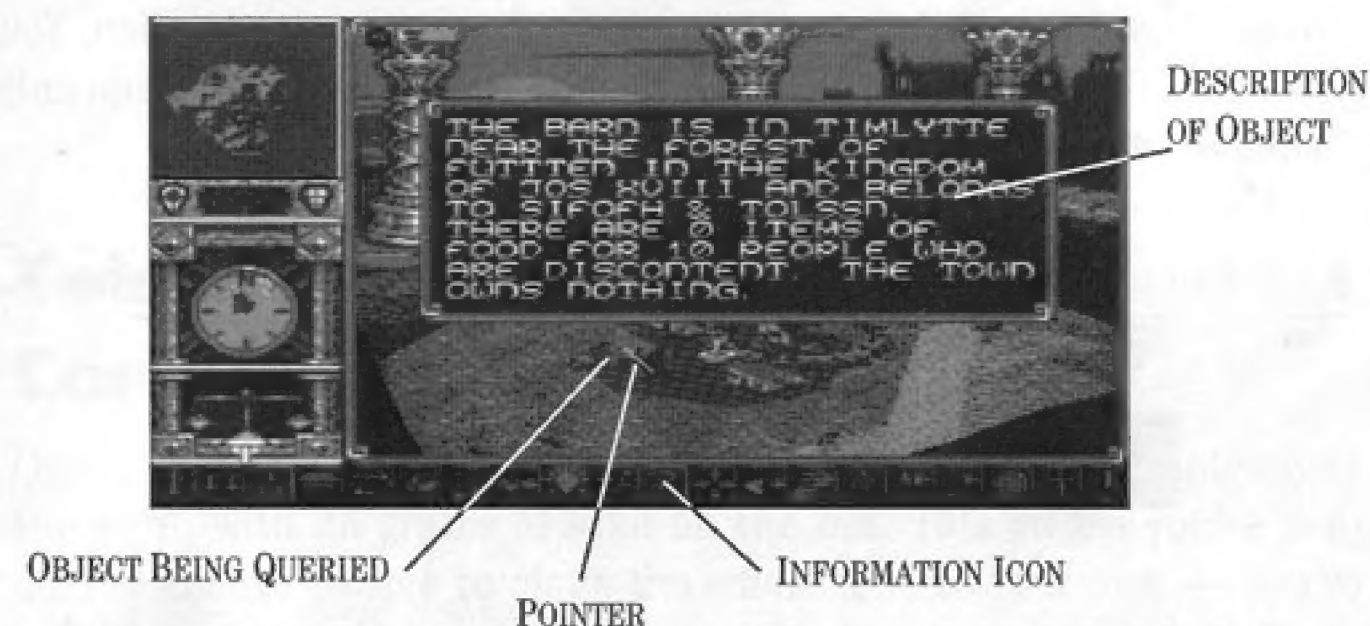 THE BARN IS IN TIMLYTTE
NEAR THE FOREST OF
FUTTTEN IN THE KINGDOM
OF JOS XVIII AND BELONGS
TO SIFOFH & TOLSSN.
THERE ARE 0 ITEMS OF
FOOD FOR 10 PEOPLE WHO
ARE DISCONTENT. THE TOWN
OWNS NOTHING.
DESCRIPTION
OF OBJECT
OBJECT BEING QUERIED
POINTER
INFORMATION ICON